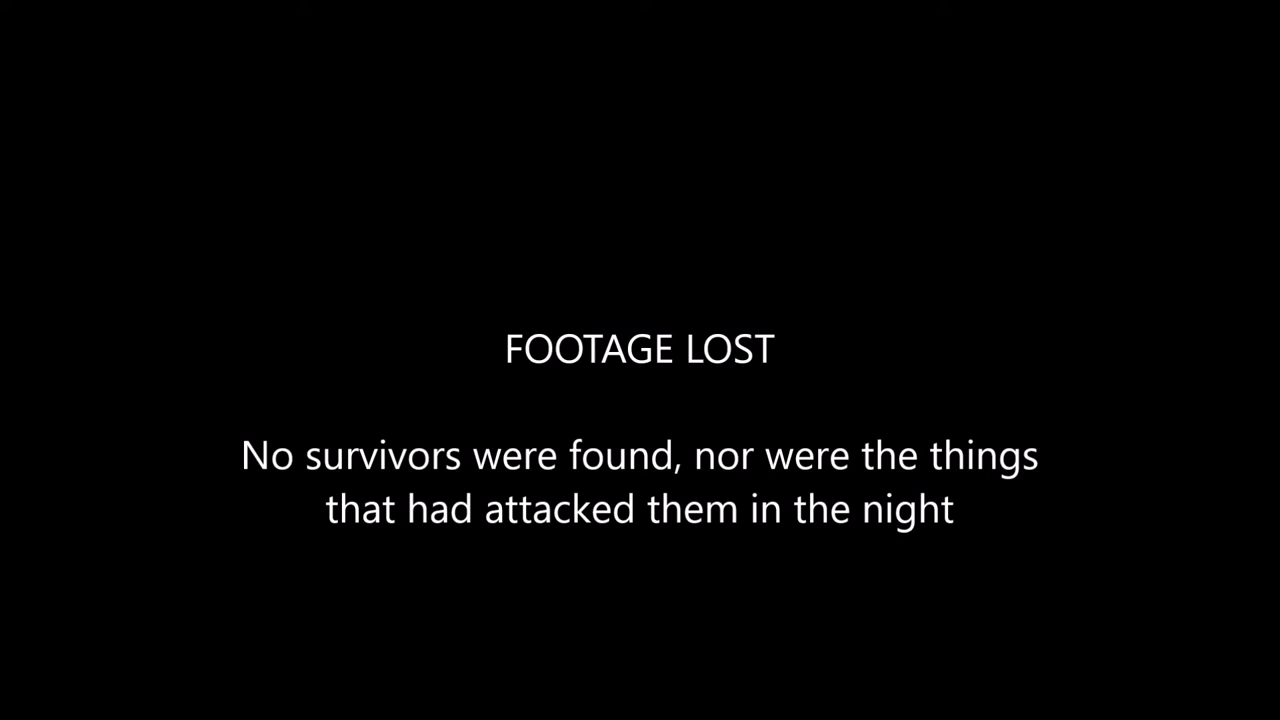 FOOTAGE LOST
No survivors were found, nor were the things
that had attacked them in the night